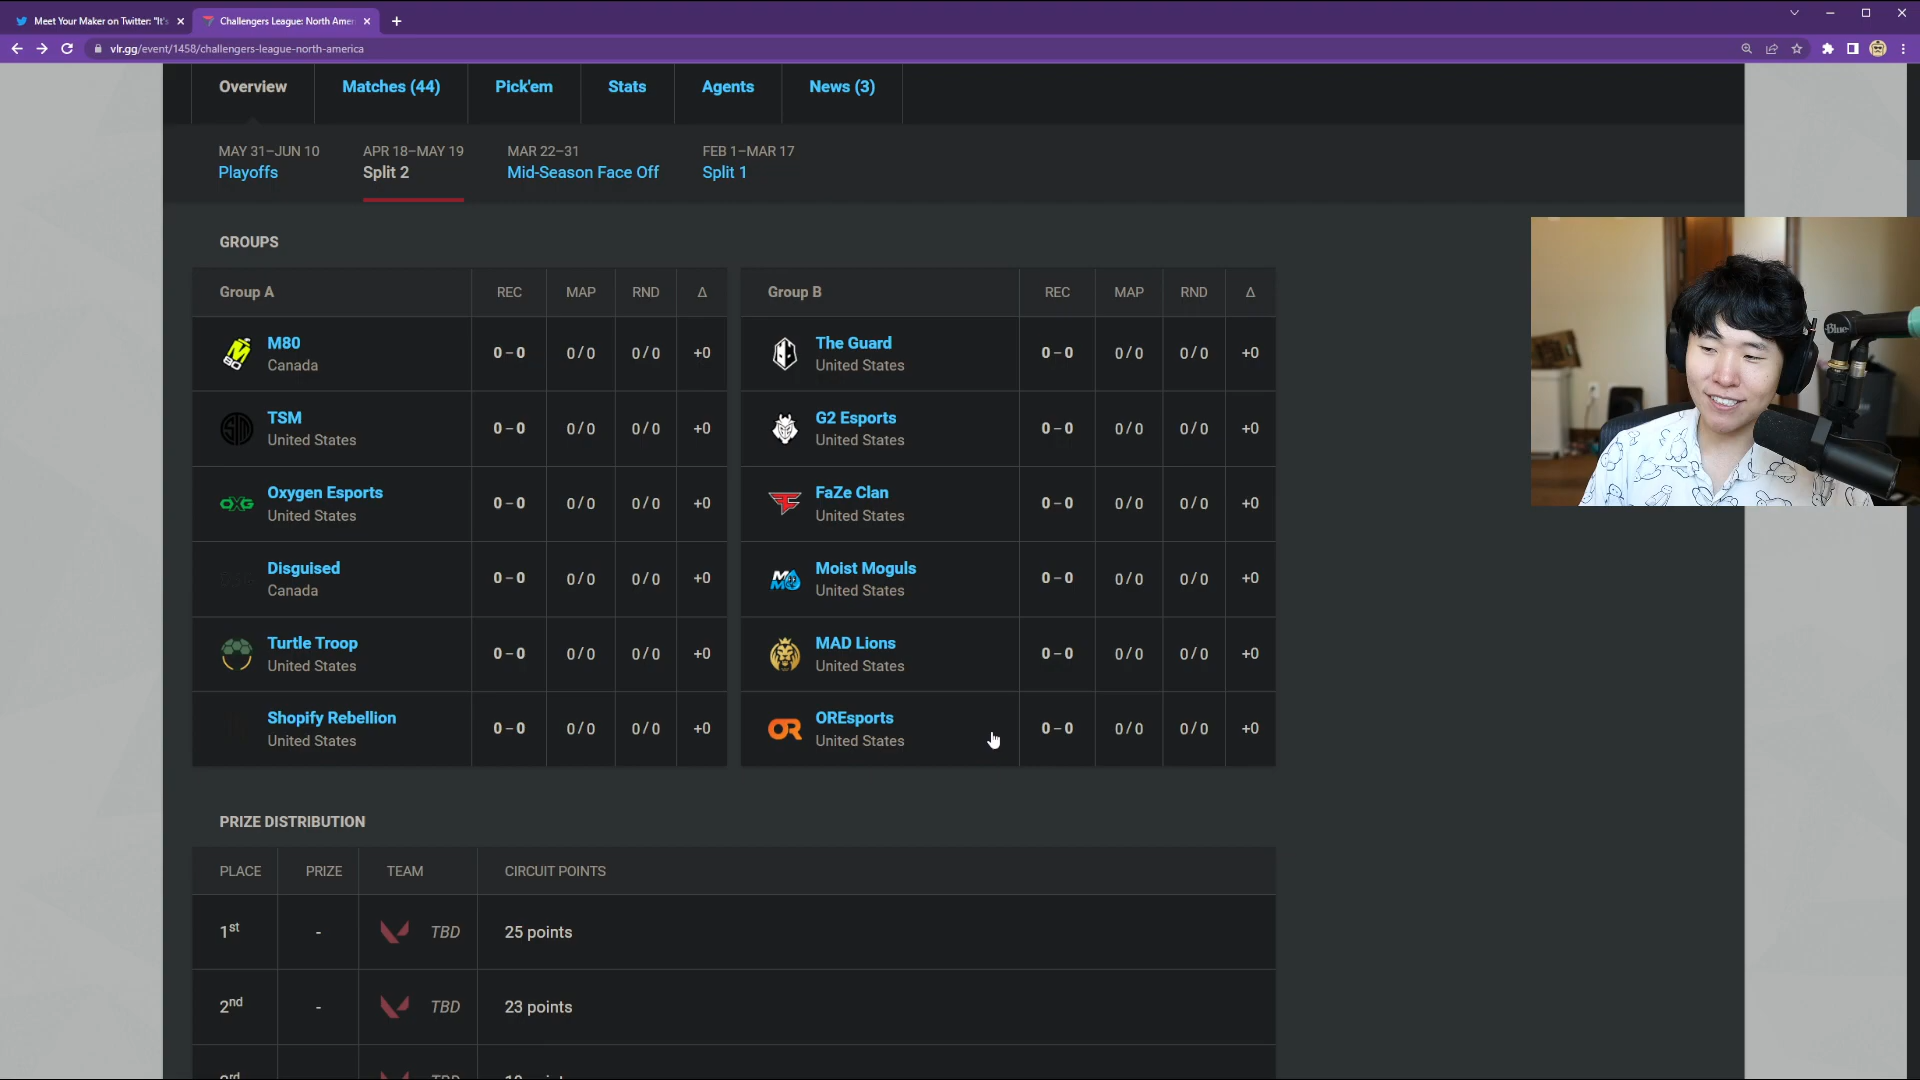 Meet Your Maker on Twitter: "It's
Challengers League: North Amer
vlr.gg/event/1458/challengers-league-north-america
Overview
Matches (44)
Pick'em
Stats
Agents
News (3)
MAY 31–JUN 10
Playoffs
APR 18–MAY 19
Split 2
MAR 22–31
Mid-Season Face Off
FEB 1–MAR 17
Split 1
GROUPS
Group A REC MAP RND Δ
M80
Canada
0 – 0 0 / 0 0 / 0 +0
TSM
United States
0 – 0 0 / 0 0 / 0 +0
OXG
Oxygen Esports
United States
0 – 0 0 / 0 0 / 0 +0
Disguised
Canada
0 – 0 0 / 0 0 / 0 +0
Turtle Troop
United States
0 – 0 0 / 0 0 / 0 +0
Shopify Rebellion
United States
0 – 0 0 / 0 0 / 0 +0
Group B REC MAP RND Δ
The Guard
United States
0 – 0 0 / 0 0 / 0 +0
G2 Esports
United States
0 – 0 0 / 0 0 / 0 +0
FaZe Clan
United States
0 – 0 0 / 0 0 / 0 +0
Moist Moguls
United States
0 – 0 0 / 0 0 / 0 +0
MAD Lions
United States
0 – 0 0 / 0 0 / 0 +0
OR
OREsports
United States
0 – 0 0 / 0 0 / 0 +0
Blue
PRIZE DISTRIBUTION
PLACE PRIZE TEAM CIRCUIT POINTS
1st - TBD 25 points
2nd - TBD 23 points